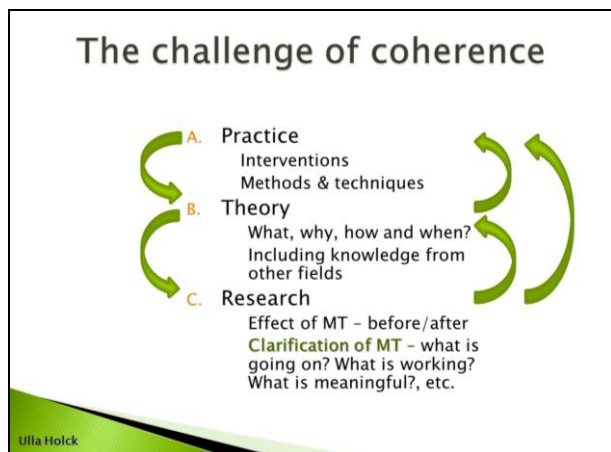 The challenge of coherence
A. Practice
Interventions
Methods & techniques
B. Theory
What, why, how and when?
Including knowledge from
other fields
C. Research
Effect of MT – before/after
Clarification of MT – what is
going on? What is working?
What is meaningful?, etc.
Ulla Holck